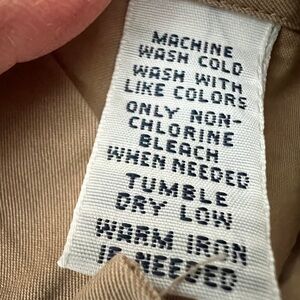 MACHINE
WASH COLD
WASH WITH
LIKE COLORS
ONLY NON-
CHLORINE
BLEACH
WHEN NEEDED
TUMBLE
DRY LOW
WARM IRON
IF NEEDED